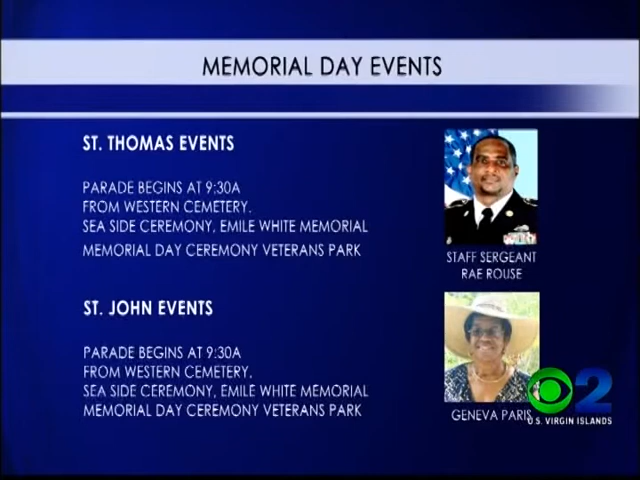 MEMORIAL DAY EVENTS
ST. THOMAS EVENTS
PARADE BEGINS AT 9:30A
FROM WESTERN CEMETERY.
SEA SIDE CEREMONY, EMILE WHITE MEMORIAL
MEMORIAL DAY CEREMONY VETERANS PARK
STAFF SERGEANT
RAE ROUSE
ST. JOHN EVENTS
PARADE BEGINS AT 9:30A
FROM WESTERN CEMETERY.
SEA SIDE CEREMONY, EMILE WHITE MEMORIAL
MEMORIAL DAY CEREMONY VETERANS PARK
GENEVA PARIS
2
U.S. VIRGIN ISLANDS